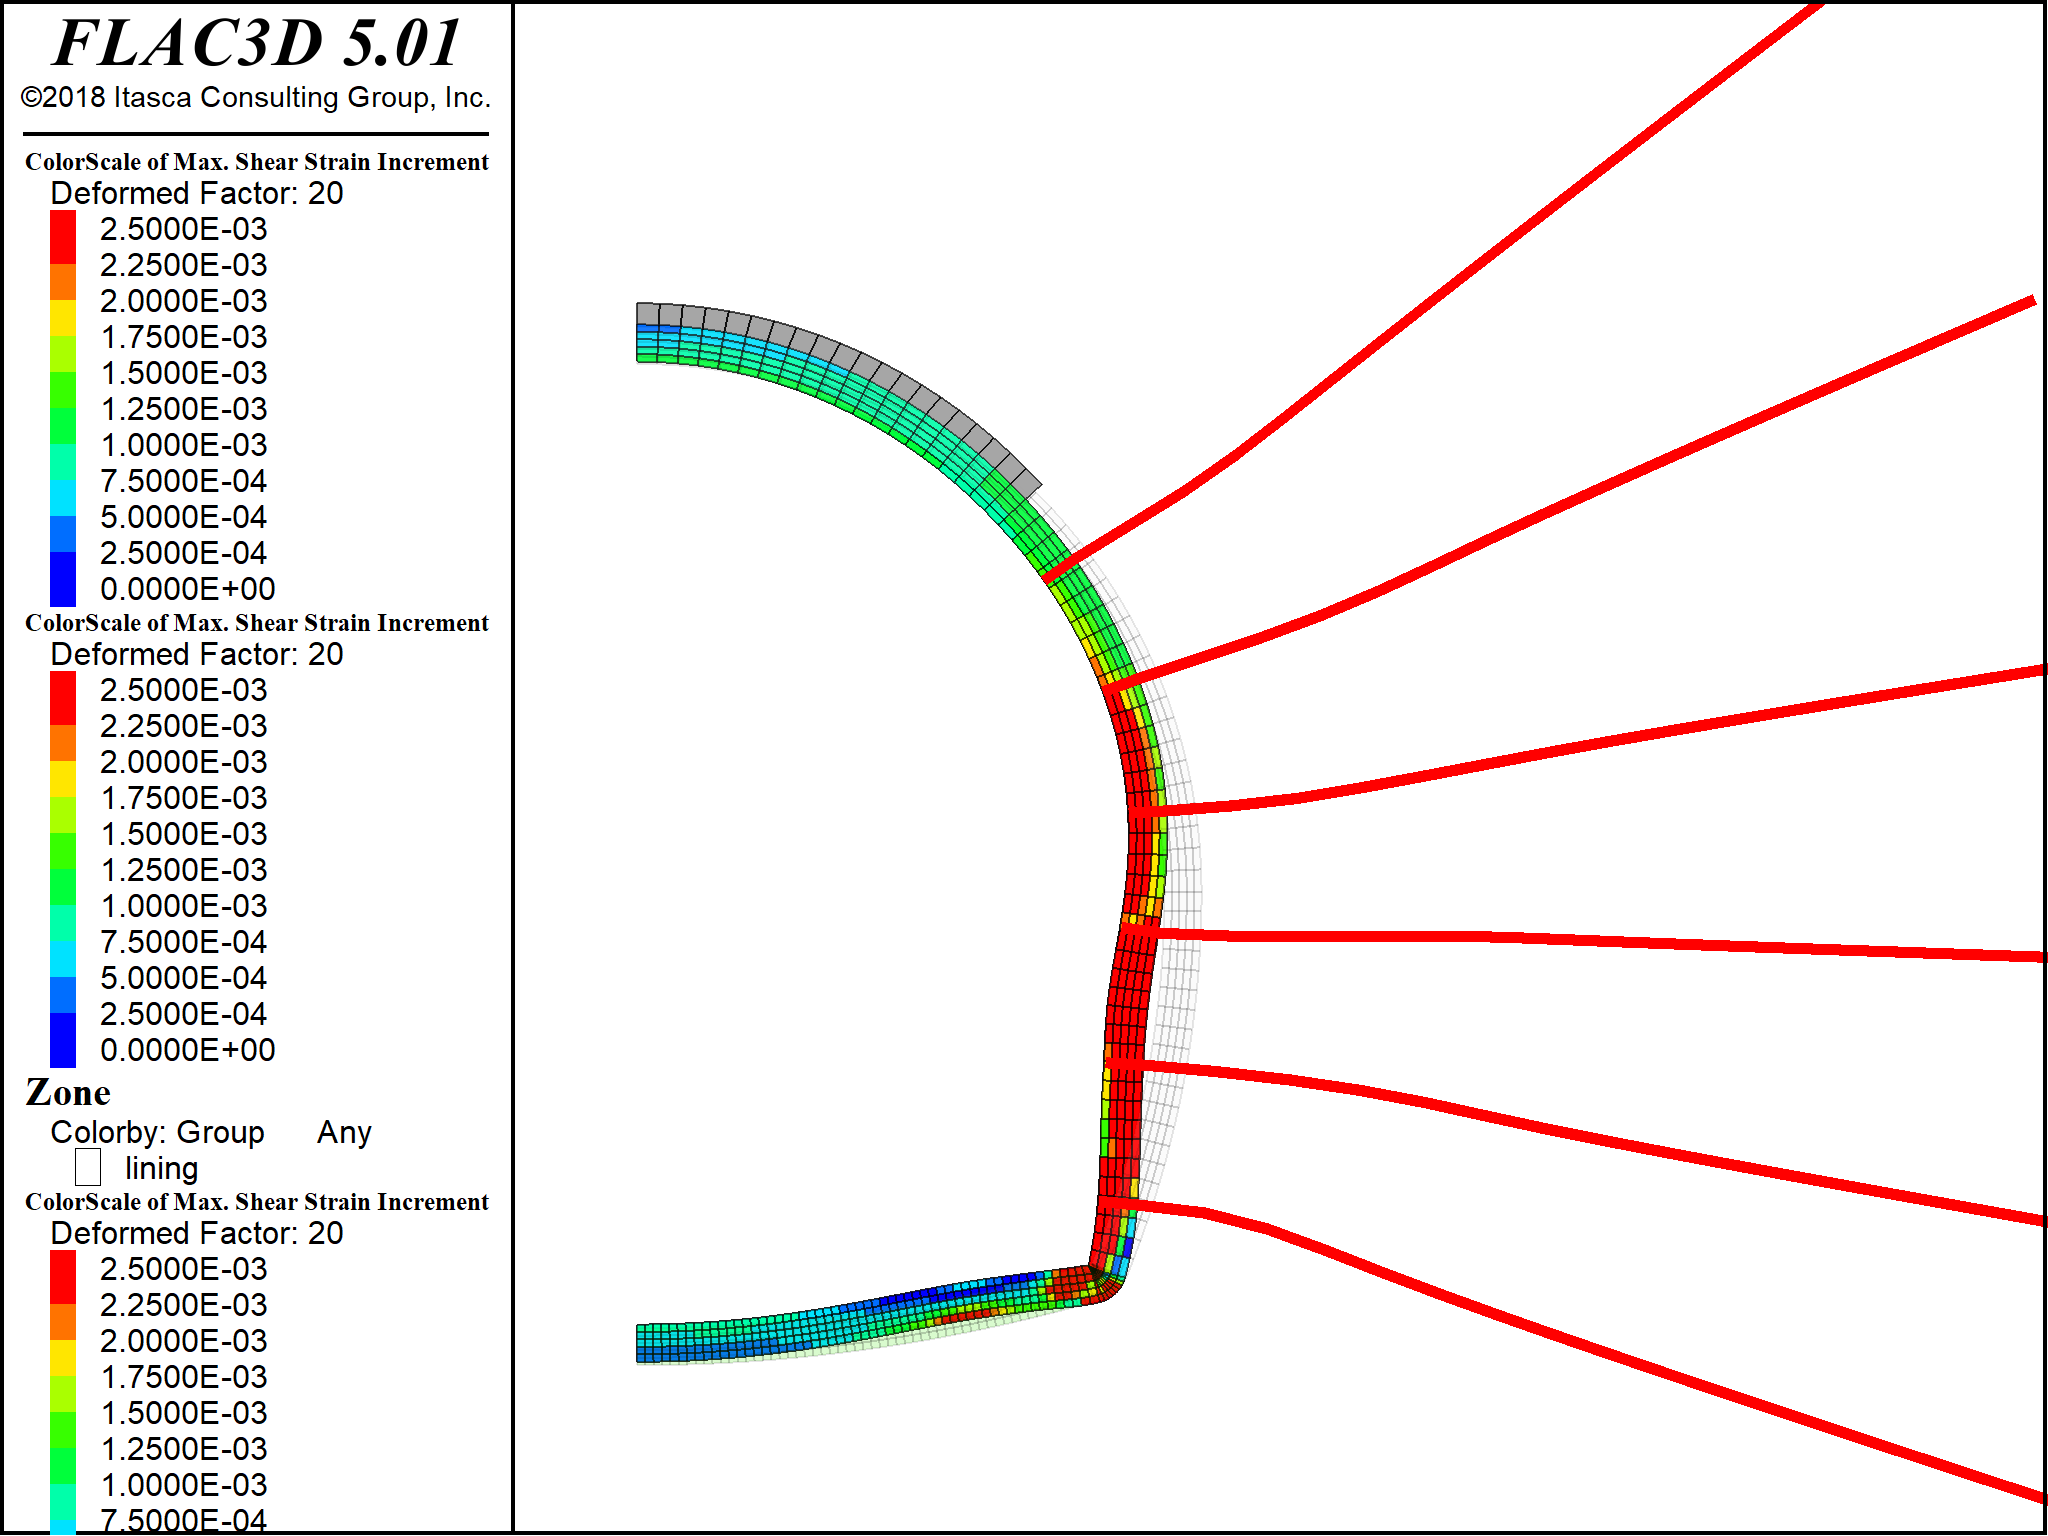 FLAC3D 5.01
©2018 Itasca Consulting Group, Inc.
ColorScale of Max. Shear Strain Increment
Deformed Factor: 20
2.5000E-03
2.2500E-03
2.0000E-03
1.7500E-03
1.5000E-03
1.2500E-03
1.0000E-03
7.5000E-04
5.0000E-04
2.5000E-04
0.0000E+00
ColorScale of Max. Shear Strain Increment
Deformed Factor: 20
2.5000E-03
2.2500E-03
2.0000E-03
1.7500E-03
1.5000E-03
1.2500E-03
1.0000E-03
7.5000E-04
5.0000E-04
2.5000E-04
0.0000E+00
Zone
Colorby: Group Any
lining
ColorScale of Max. Shear Strain Increment
Deformed Factor: 20
2.5000E-03
2.2500E-03
2.0000E-03
1.7500E-03
1.5000E-03
1.2500E-03
1.0000E-03
7.5000E-04